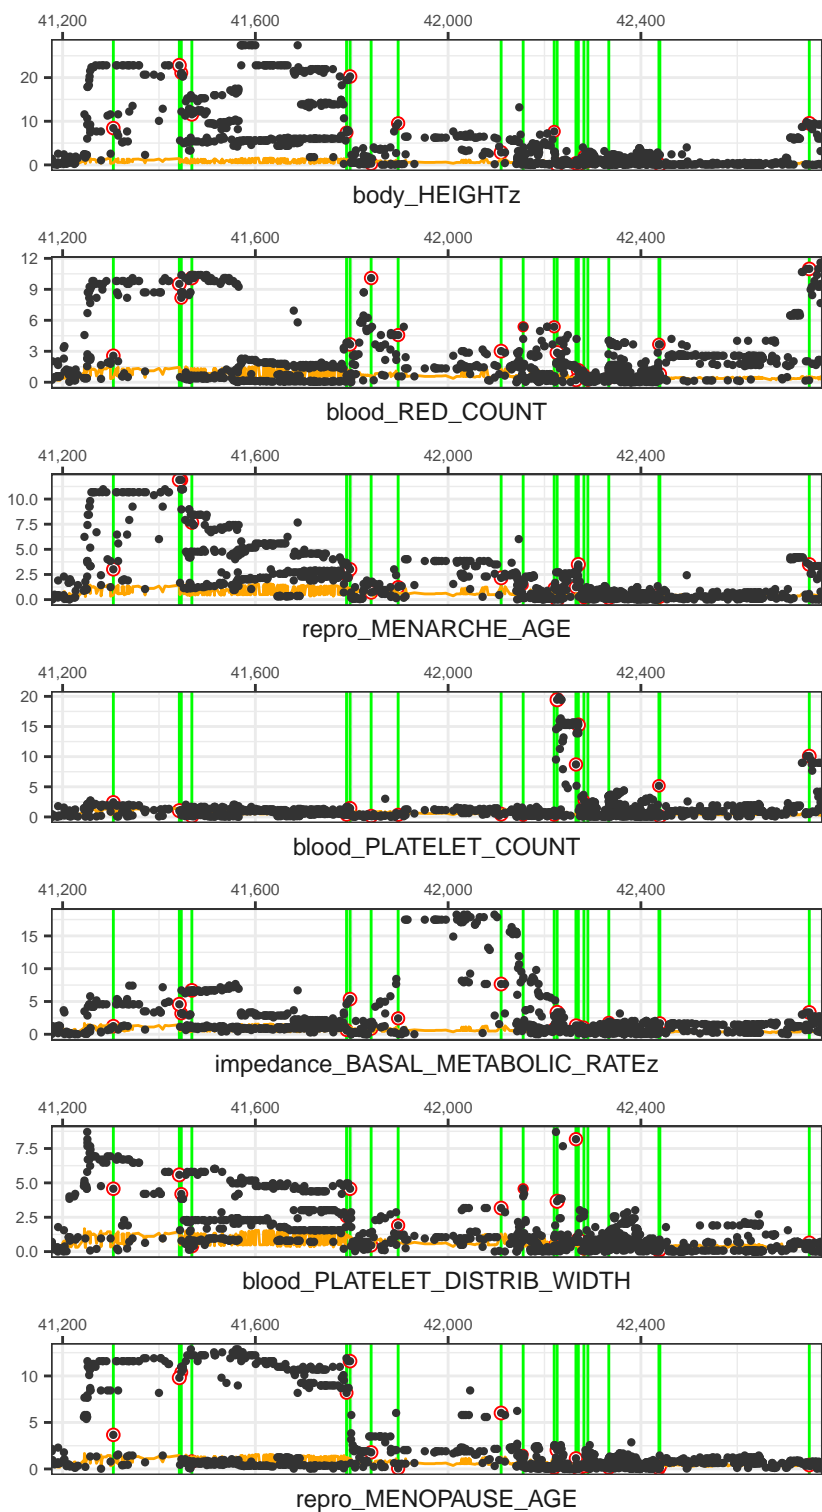 41,200 41,600 42,000 42,400
20
10
0
body_HEIGHTz
41,200 41,600 42,000 42,400
12
9
6
3
0
blood_RED_COUNT
41,200 41,600 42,000 42,400
10.0
7.5
5.0
2.5
0.0
repro_MENARCHE_AGE
41,200 41,600 42,000 42,400
20
15
10
5
0
blood_PLATELET_COUNT
41,200 41,600 42,000 42,400
15
10
5
0
impedance_BASAL_METABOLIC_RATEz
41,200 41,600 42,000 42,400
7.5
5.0
2.5
0.0
blood_PLATELET_DISTRIB_WIDTH
41,200 41,600 42,000 42,400
10
5
0
repro_MENOPAUSE_AGE